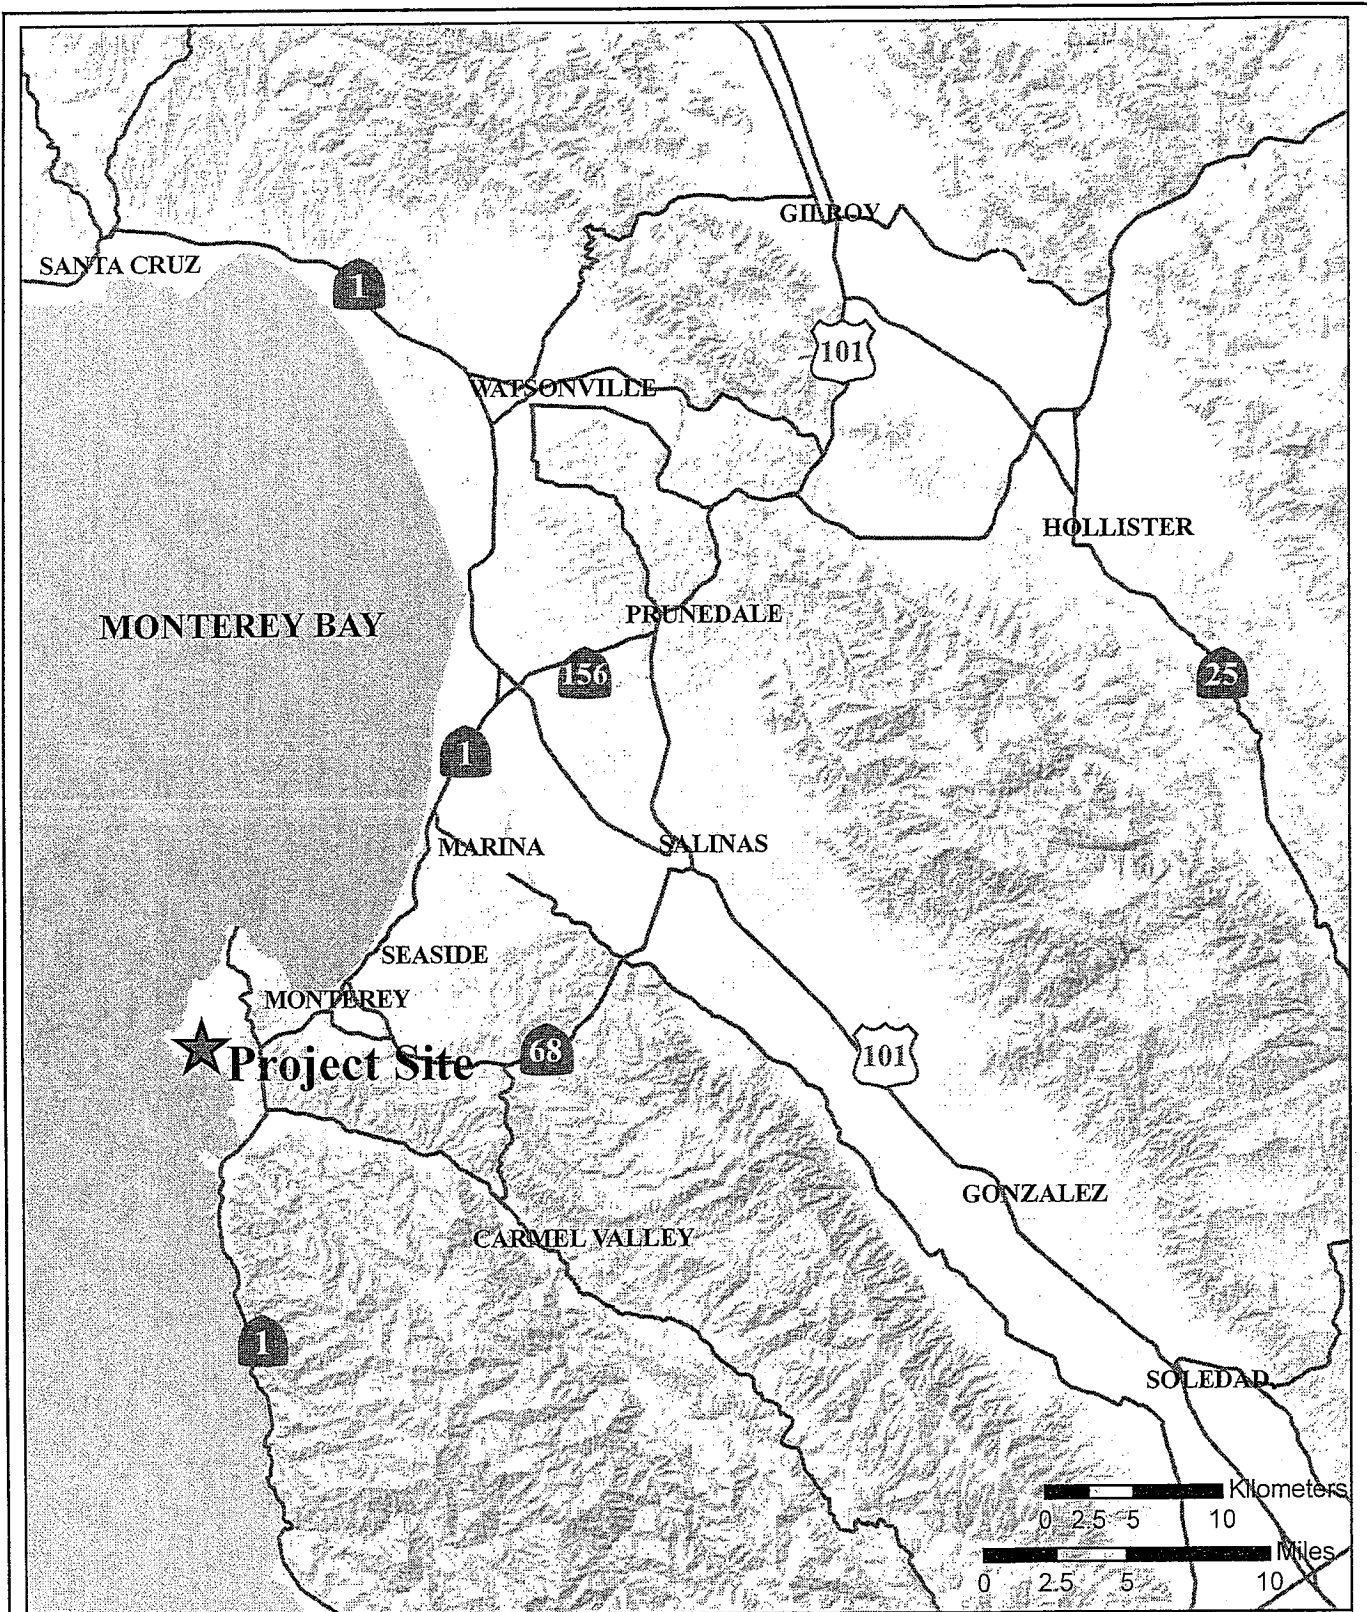 GILROY
SANTA CRUZ
1
101
WATSONVILLE
HOLLISTER
MONTEREY BAY
PRUNEDALE
156
25
1
MARINA
SALINAS
SEASIDE
MONTEREY
Project Site
68
101
GONZALEZ
CARMEL VALLEY
1
SOLEDAD
Kilometers
0 2.5 5 10
Miles
0 2.5 5 10